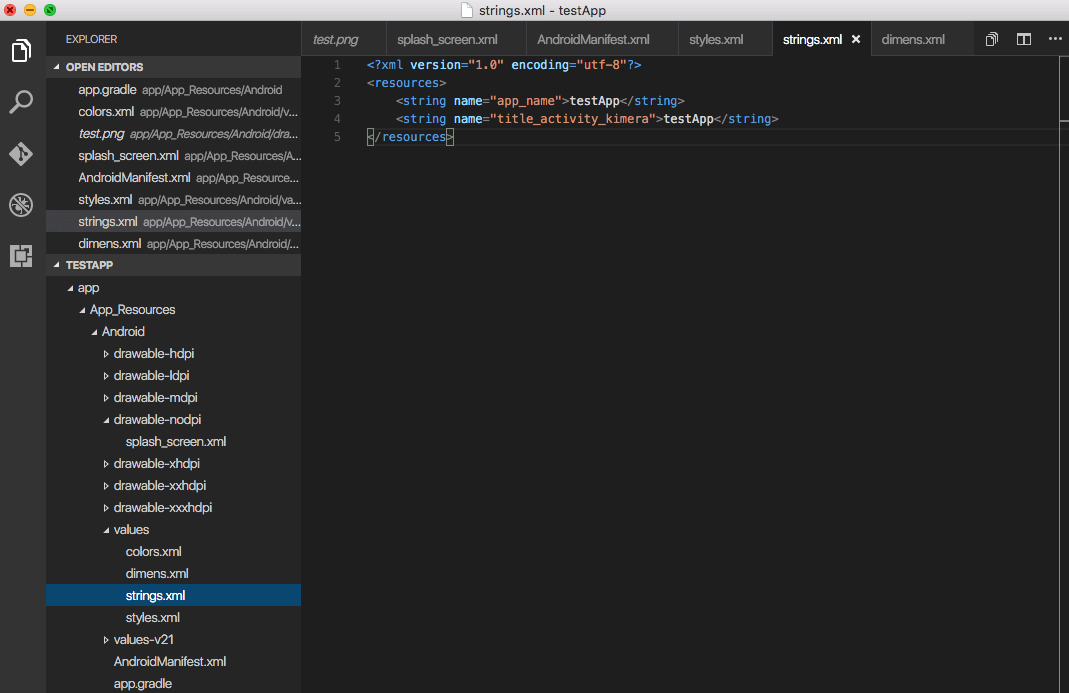 strings.xml - testApp
EXPLORER
OPEN EDITORS
app.gradle app/App_Resources/Android
colors.xml app/App_Resources/Android/v...
test.png app/App_Resources/Android/dra...
splash_screen.xml app/App_Resources/A...
AndroidManifest.xml app/App_Resource...
styles.xml app/App_Resources/Android/va...
strings.xml app/App_Resources/Android/v...
dimens.xml app/App_Resources/Android/...
TESTAPP
app
App_Resources
Android
drawable-hdpi
drawable-ldpi
drawable-mdpi
drawable-nodpi
splash_screen.xml
drawable-xhdpi
drawable-xxhdpi
drawable-xxxhdpi
values
colors.xml
dimens.xml
strings.xml
styles.xml
values-v21
AndroidManifest.xml
app.gradle
test.png splash_screen.xml AndroidManifest.xml styles.xml strings.xml dimens.xml
1 <?xml version="1.0" encoding="utf-8"?>
2 <resources>
3 <string name="app_name">testApp</string>
4 <string name="title_activity_kimera">testApp</string>
5 </resources>